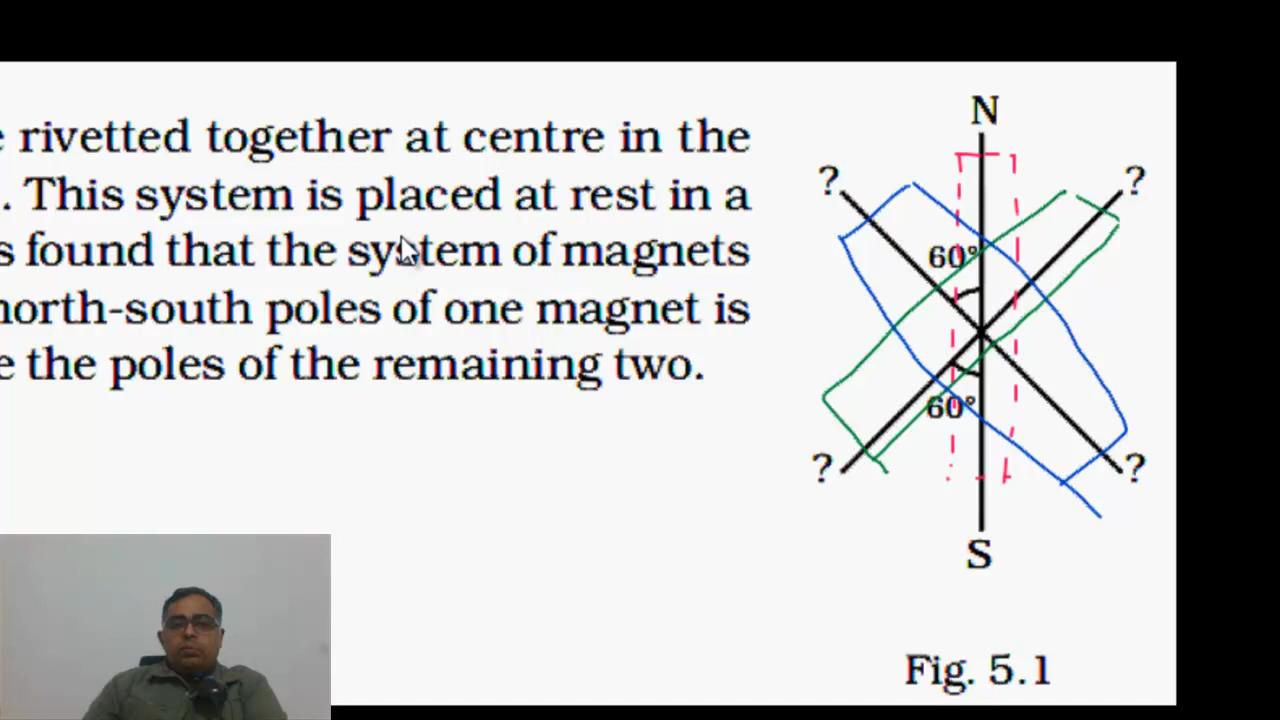 N
rivetted together at centre in the
? ?
. This system is placed at rest in a
s found that the system of magnets
60°
north-south poles of one magnet is
e the poles of the remaining two.
60°
? ?
S
Fig. 5.1